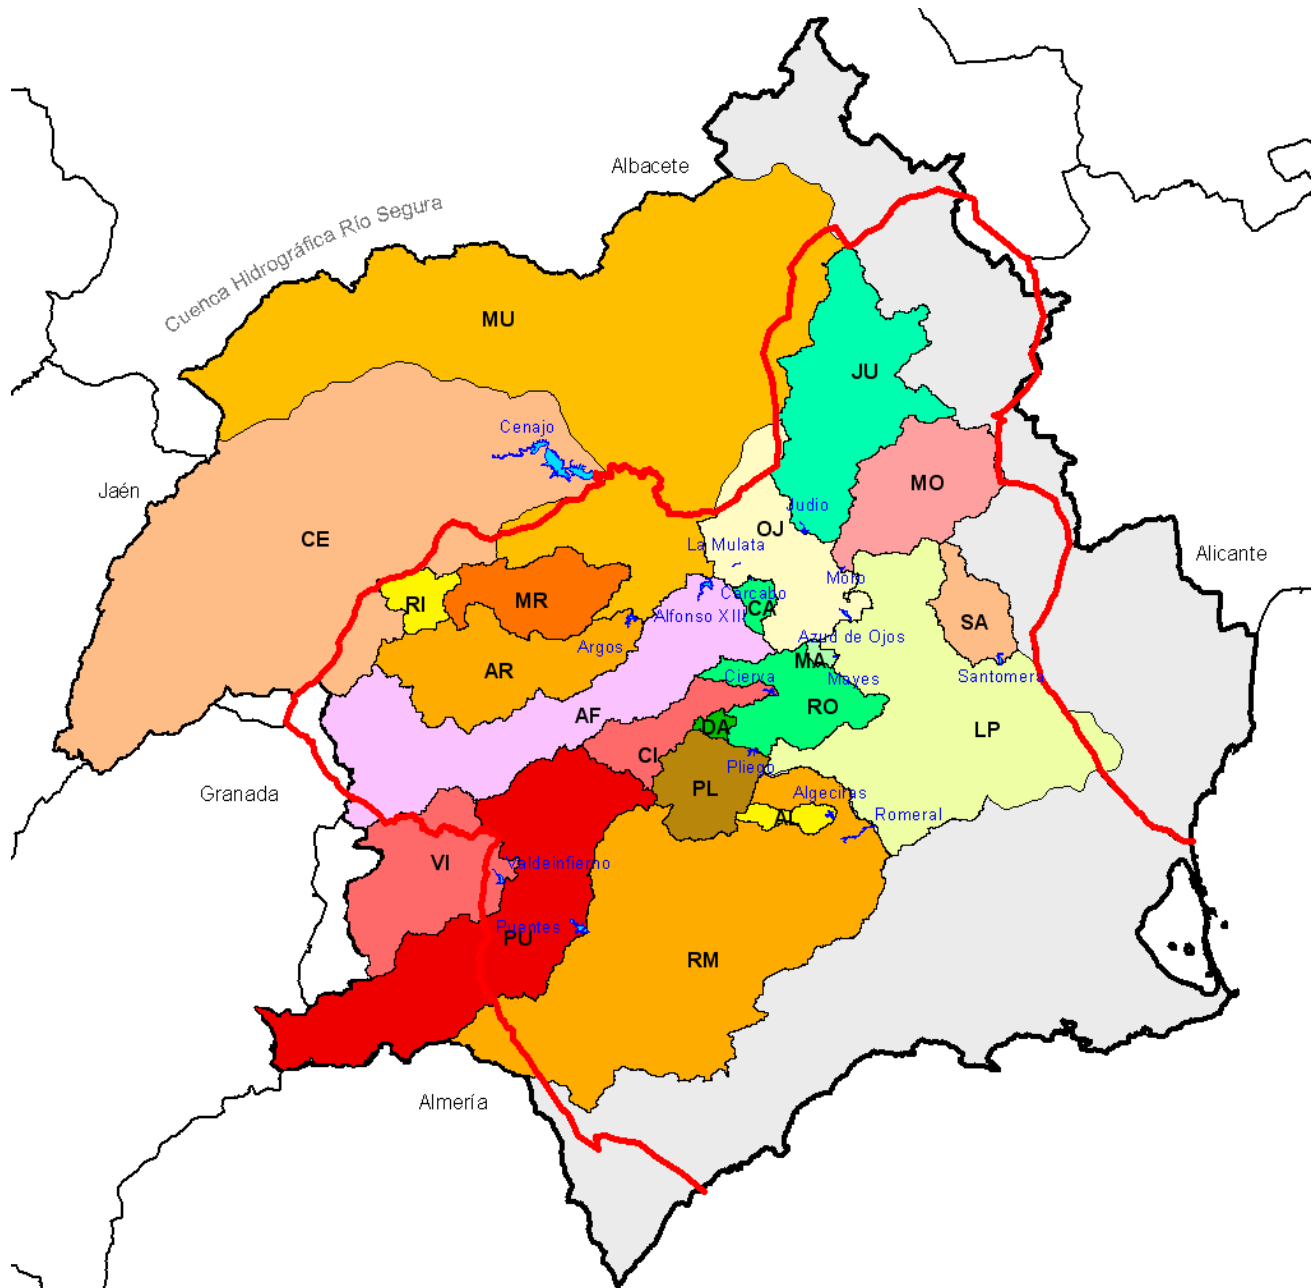 Albacete
Cuenca Hidrográfica Río Segura
MU
JU
Cenajo
Jaén
MO
Judio
OJ
CE
La Mulata
Alicante
Moro
Carcabo
RI
MR
CA
Alfonso XIII
SA
Azud de Ojos
Argos
MA
AR
Cierva
Mayes
Santomera
RO
AF
DA
LP
CI
Pliego
PL
Granada
Algeciras
AL
Romeral
VI
Valdeinfierno
Puentes
PU
RM
Almería